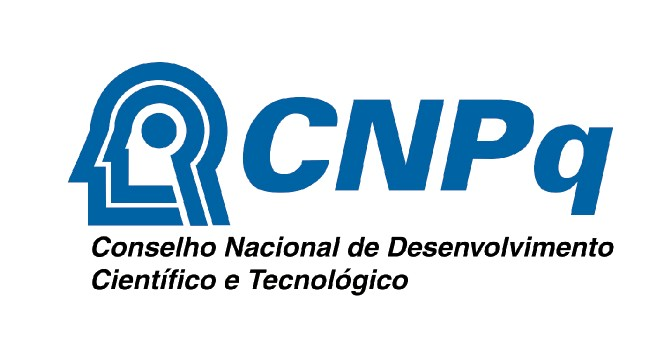 CNPq
Conselho Nacional de Desenvolvimento
Científico e Tecnológico